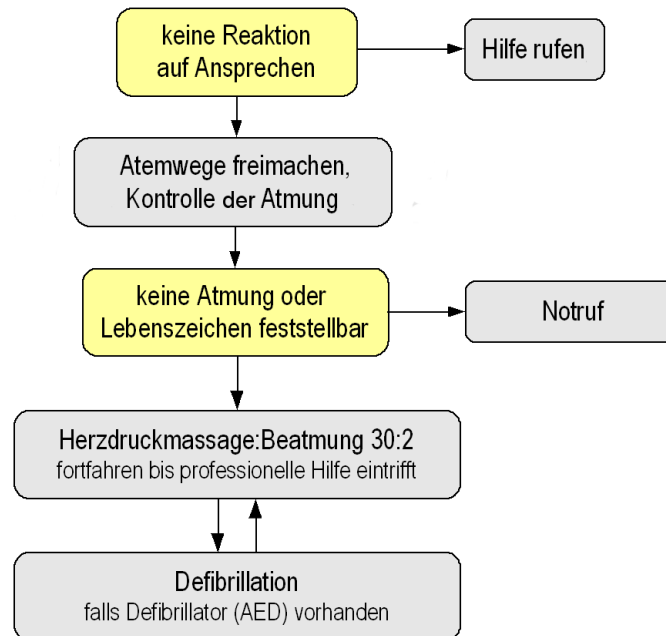 keine Reaktion
auf Ansprechen
Hilfe rufen
Atemwege freimachen,
Kontrolle der Atmung
keine Atmung oder
Lebenszeichen feststellbar
Notruf
Herzdruckmassage:Beatmung 30:2
fortfahren bis professionelle Hilfe eintrifft
Defibrillation
falls Defibrillator (AED) vorhanden